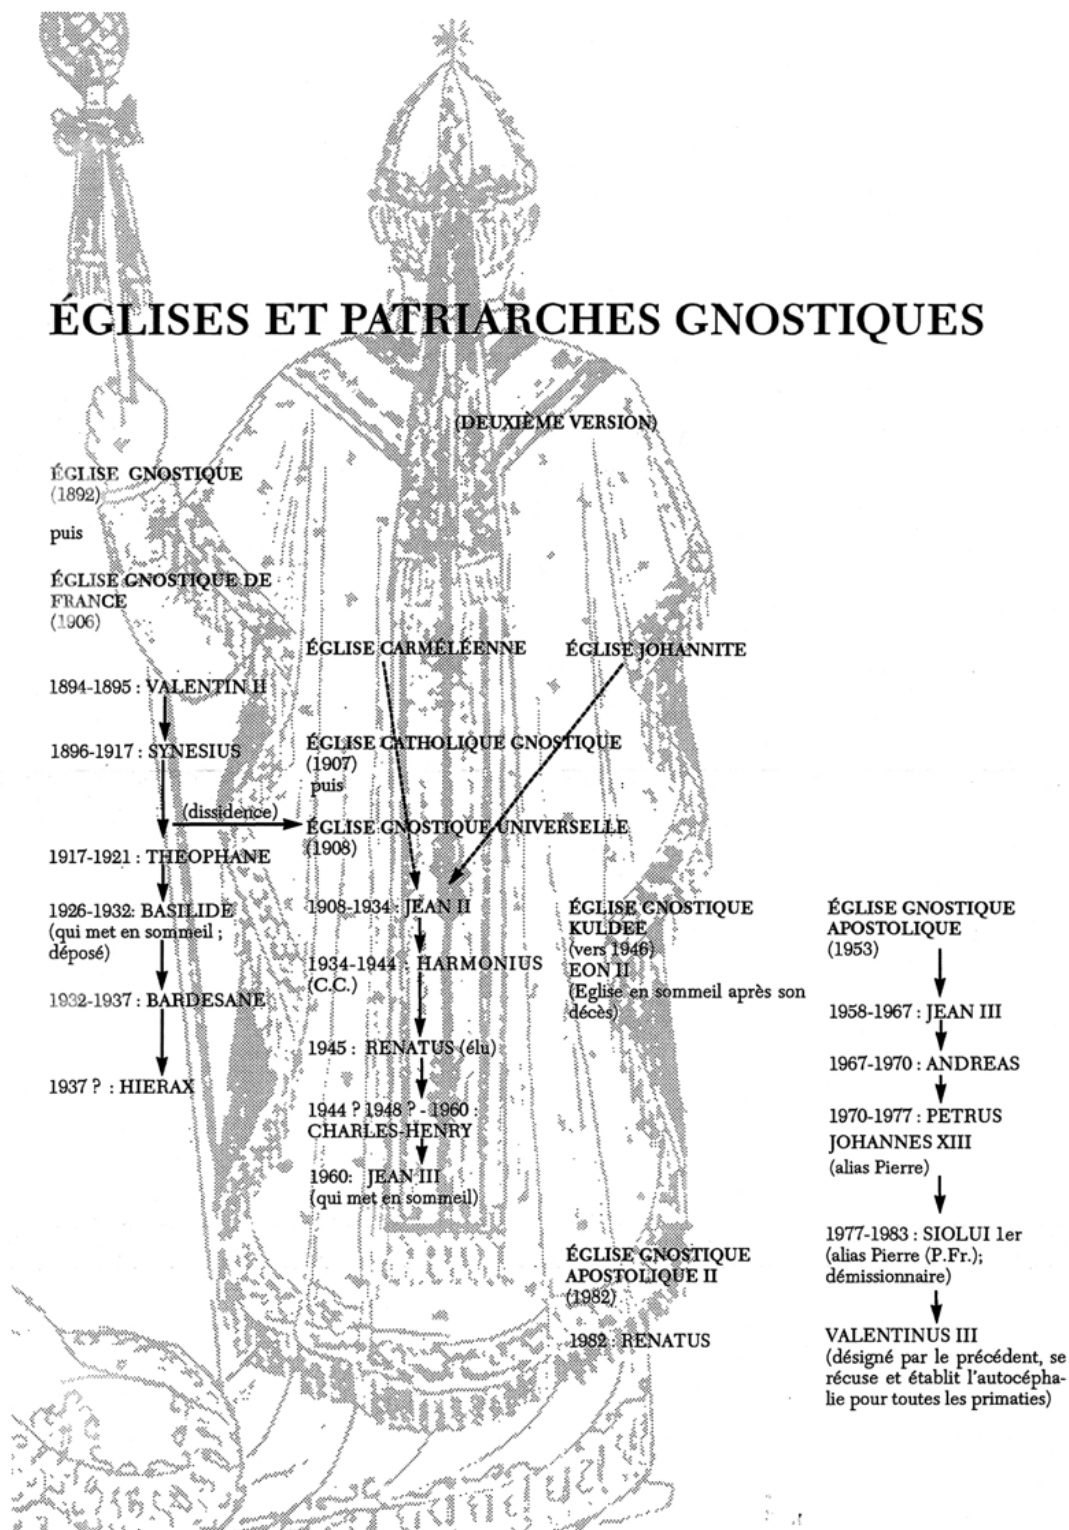 ÉGLISES ET PATRIARCHES GNOSTIQUES
(DEUXIÈME VERSION)
ÉGLISE GNOSTIQUE
(1892)
puis
ÉGLISE GNOSTIQUE DE
FRANCE
(1906)
1894-1895 : VALENTIN II
1896-1917 : SYNESIUS
(dissidence)
1917-1921 : THEOPHANE
1926-1932: BASILIDE
(qui met en sommeil ;
déposé)
1932-1937 : BARDESANE
1937 ? : HIERAX
ÉGLISE CARMÉLÉENNE
ÉGLISE JOHANNITE
ÉGLISE CATHOLIQUE GNOSTIQUE
(1907)
puis
ÉGLISE GNOSTIQUE UNIVERSELLE
(1908)
1908-1934 : JEAN II
1934-1944 : HARMONIUS
(C.C.)
1945 : RENATUS (élu)
1944 ? 1948 ? - 1960 :
CHARLES-HENRY
1960: JEAN III
(qui met en sommeil)
ÉGLISE GNOSTIQUE
KULDEE
(vers 1946)
EON II
(Eglise en sommeil après son
décès)
ÉGLISE GNOSTIQUE
APOSTOLIQUE II
(1982)
1982 : RENATUS
ÉGLISE GNOSTIQUE
APOSTOLIQUE
(1953)
1958-1967 : JEAN III
1967-1970 : ANDREAS
1970-1977 : PETRUS
JOHANNES XIII
(alias Pierre)
1977-1983 : SIOLUI 1er
(alias Pierre (P.Fr.);
démissionaire)
VALENTINUS III
(désigné par le précédent, se
récuse et établit l'autocépha-
lie pour toutes les primaties)